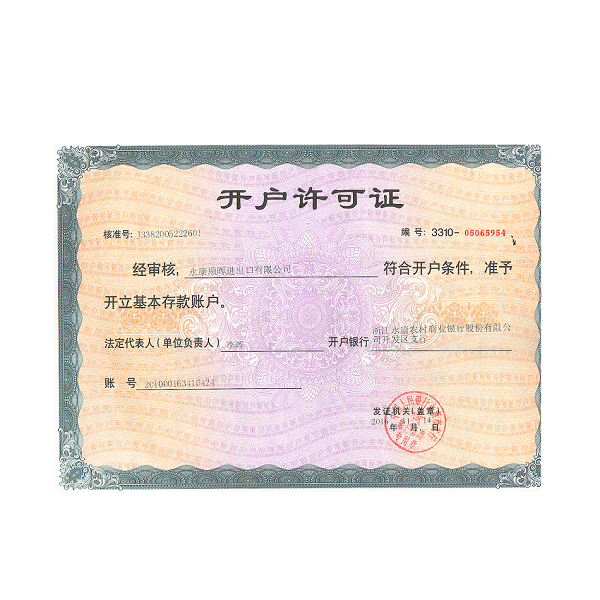 开户许可证
核准号: J3382005222601
编号: 3310-05065954
经审核, 永康 进出口有限公司 符合开户条件, 准予
开立基本存款账户。
法定代表人(单位负责人)
开户银行 浙江永康农村商业银行股份有限公
司开发区支行
账 号 201000163416424
发证机关(盖章)
2016 年 月 14 日